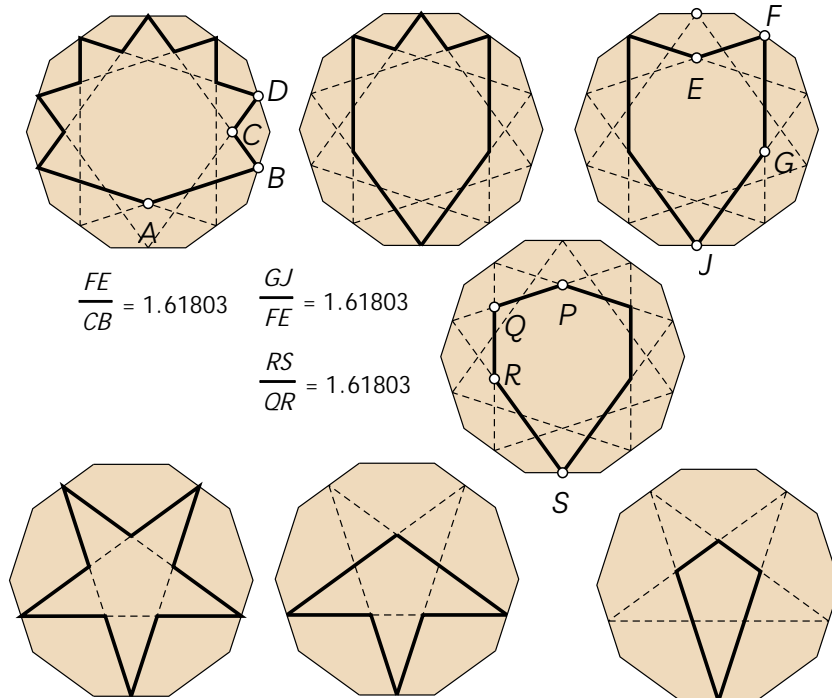 D
C
B
A
F
E
G
J
FE/CB = 1.61803
GJ/FE = 1.61803
RS/QR = 1.61803
Q
P
R
S